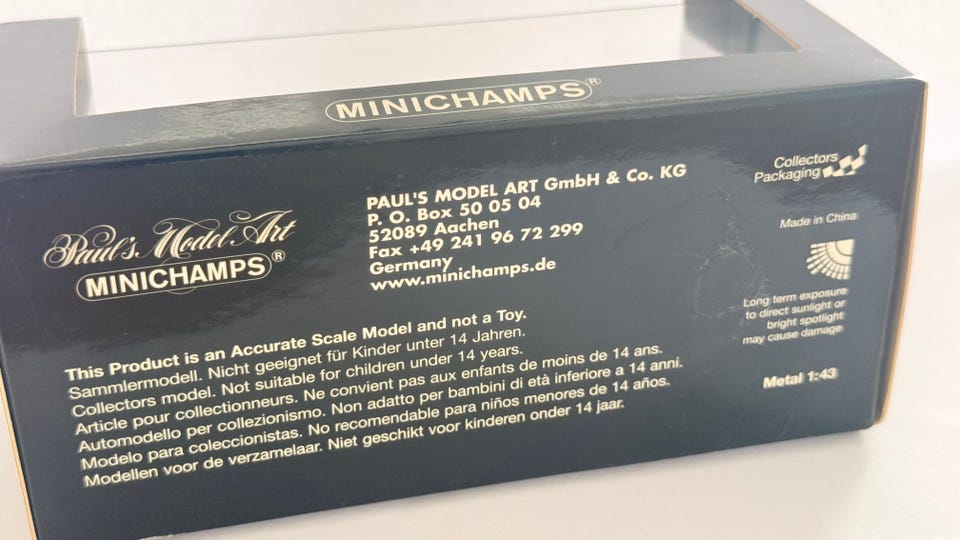 MINICHAMPS®
Paul's Model Art
MINICHAMPS®
PAUL'S MODEL ART GmbH & Co. KG
P. O. Box 50 05 04
52089 Aachen
Fax +49 241 96 72 299
Germany
www.minichamps.de
Collectors
Packaging
Made in China
Long term exposure
to direct sunlight or
bright spotlight
may cause damage
Metal 1:43
This Product is an Accurate Scale Model and not a Toy.
Sammlermodell. Nicht geeignet für Kinder unter 14 Jahren.
Collectors model. Not suitable for children under 14 years.
Article pour collectionneurs. Ne convient pas aux enfants de moins de 14 ans.
Automodello per collezionismo. Non adatto per bambini di età inferiore a 14 anni.
Modelo para coleccionistas. No recomendable para niños menores de 14 años.
Modellen voor de verzamelaar. Niet geschikt voor kinderen onder 14 jaar.